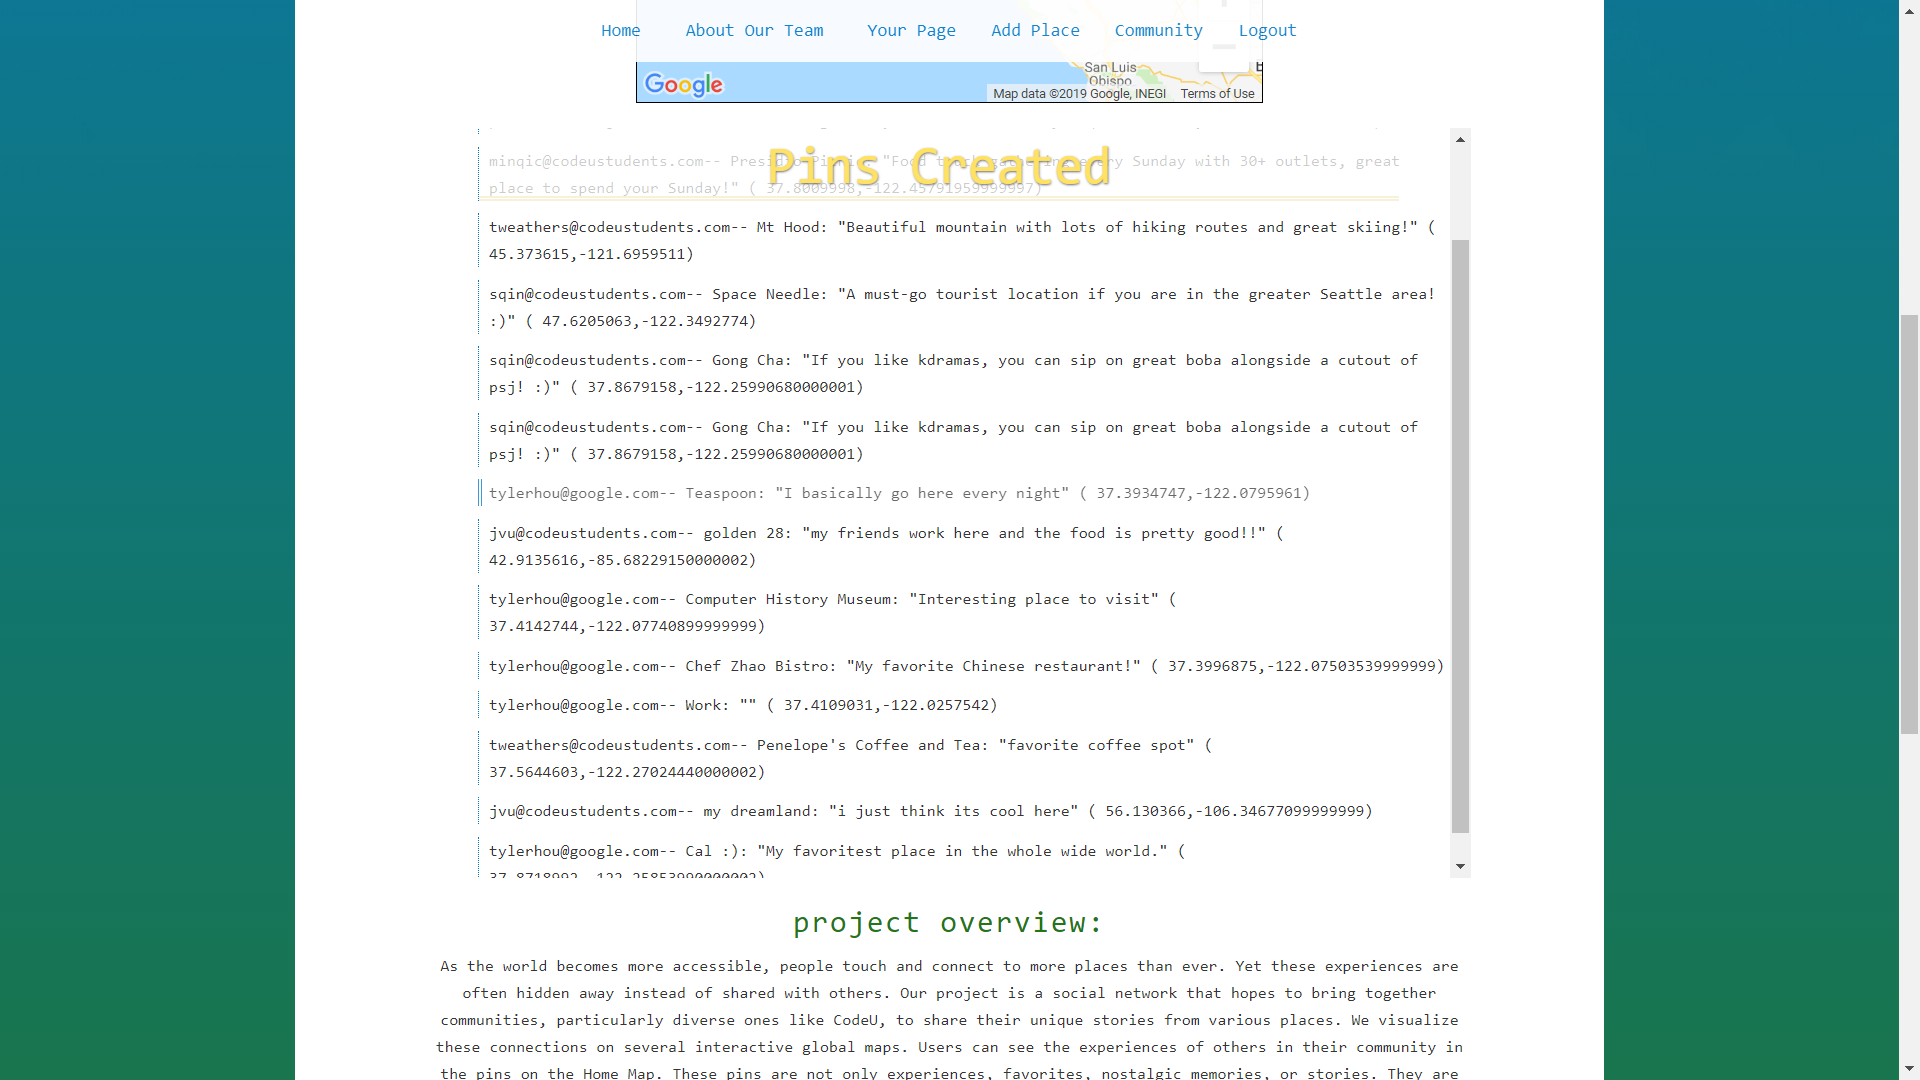 Home About Our Team Your Page Add Place Community Logout
San Luis
Obispo
Google
Map data ©2019 Google, INEGI Terms of Use
Pins Created
minqic@codeustudents.com-- Presidio Picnic: "Food truck gathering every Sunday with 30+ outlets, great
place to spend your Sunday!" ( 37.8009998,-122.45791959999997)
tweathers@codeustudents.com-- Mt Hood: "Beautiful mountain with lots of hiking routes and great skiing!" (
45.373615,-121.6959511)
sqin@codeustudents.com-- Space Needle: "A must-go tourist location if you are in the greater Seattle area!
:)" ( 47.6205063,-122.3492774)
sqin@codeustudents.com-- Gong Cha: "If you like kdramas, you can sip on great boba alongside a cutout of
psj! :)" ( 37.8679158,-122.25990680000001)
sqin@codeustudents.com-- Gong Cha: "If you like kdramas, you can sip on great boba alongside a cutout of
psj! :)" ( 37.8679158,-122.25990680000001)
tylerhou@google.com-- Teaspoon: "I basically go here every night" ( 37.3934747,-122.0795961)
jvu@codeustudents.com-- golden 28: "my friends work here and the food is pretty good!!" (
42.9135616,-85.68229150000002)
tylerhou@google.com-- Computer History Museum: "Interesting place to visit" (
37.4142744,-122.07740899999999)
tylerhou@google.com-- Chef Zhao Bistro: "My favorite Chinese restaurant!" ( 37.3996875,-122.07503539999999)
tylerhou@google.com-- Work: "" ( 37.4109031,-122.0257542)
tweathers@codeustudents.com-- Penelope's Coffee and Tea: "favorite coffee spot" (
37.5644603,-122.27024440000002)
jvu@codeustudents.com-- my dreamland: "i just think its cool here" ( 56.130366,-106.34677099999999)
tylerhou@google.com-- Cal :): "My favoritest place in the whole wide world." (
37.8718992,-122.25853990000002)
project overview:
As the world becomes more accessible, people touch and connect to more places than ever. Yet these experiences are
often hidden away instead of shared with others. Our project is a social network that hopes to bring together
communities, particularly diverse ones like CodeU, to share their unique stories from various places. We visualize
these connections on several interactive global maps. Users can see the experiences of others in their community in
the pins on the Home Map. These pins are not only experiences, favorites, nostalgic memories, or stories. They are